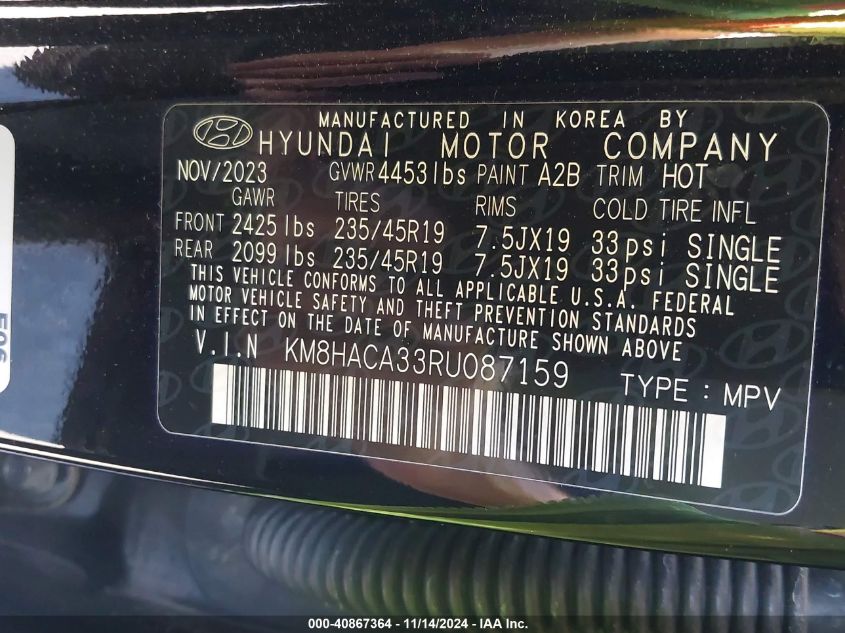 MANUFACTURED IN KOREA BY
HYUNDAI MOTOR COMPANY
NOV/2023 GVWR 4453 lbs PAINT A2B TRIM HOT
GAWR TIRES RIMS COLD TIRE INFL
FRONT 2425 lbs 235/45R19 7.5JX19 33psi SINGLE
REAR 2099 lbs 235/45R19 7.5JX19 33psi SINGLE
THIS VEHICLE CONFORMS TO ALL APPLICABLE U.S.A. FEDERAL
MOTOR VEHICLE SAFETY AND THEFT PREVENTION STANDARDS
IN EFFECT ON THE DATE OF MANUFACTURE SHOWN ABOVE
V.I.N KM8HACA33RU087159 TYPE : MPV
E06
000-40867364 - 11/14/2024 - IAA Inc.